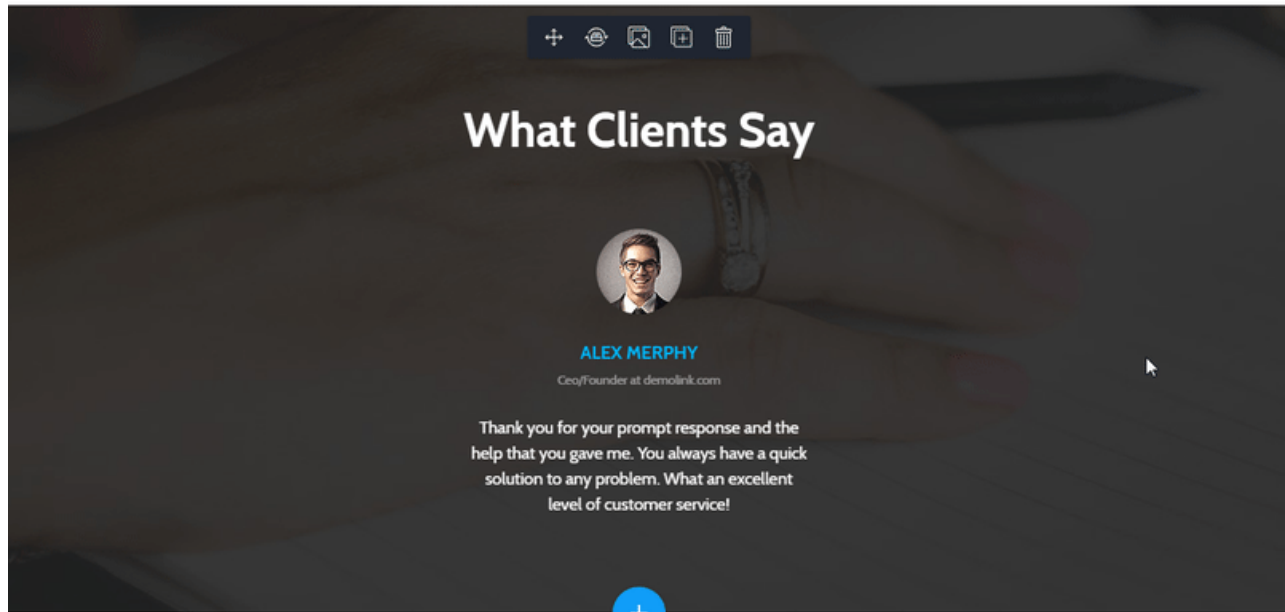 What Clients Say
ALEX MERPHY
Ceo/Founder at demolink.com
Thank you for your prompt response and the
help that you gave me. You always have a quick
solution to any problem. What an excellent
level of customer service!